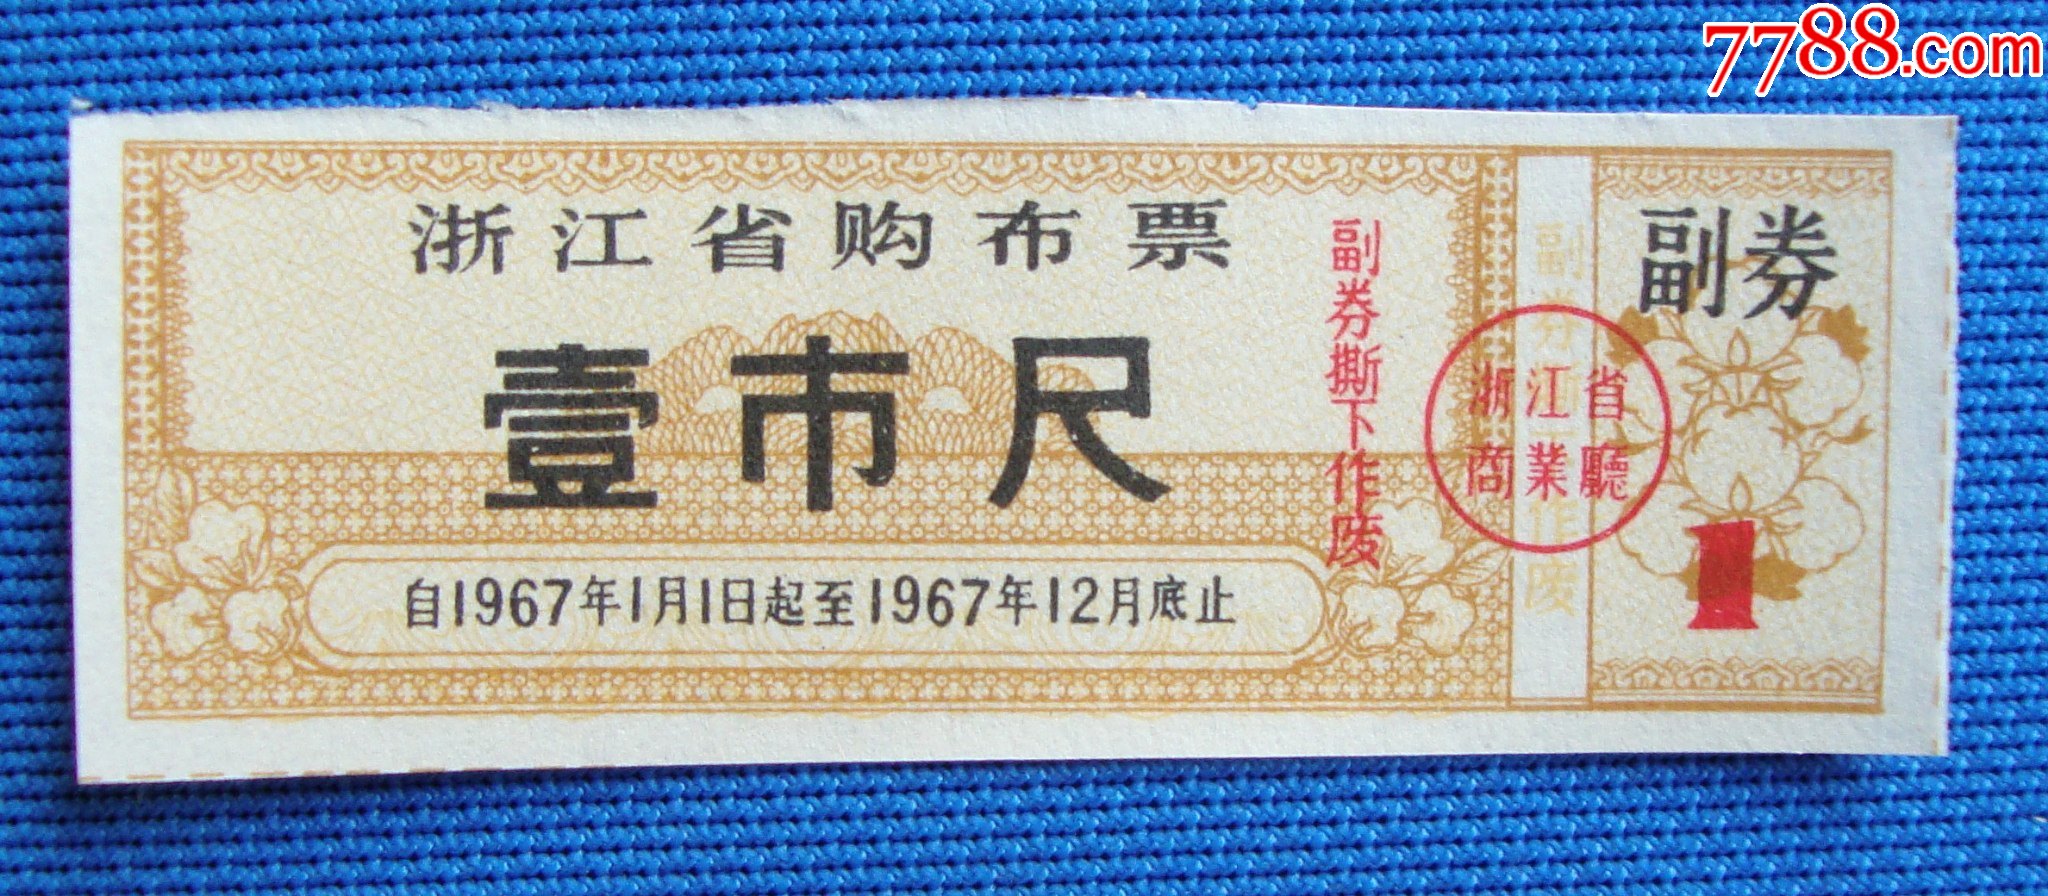 7788.com
浙江省购布票
壹市尺
自1967年1月1日起至1967年12月底止
副券撕下作废
副券撕下作废
浙江省
商業廳
副券
1